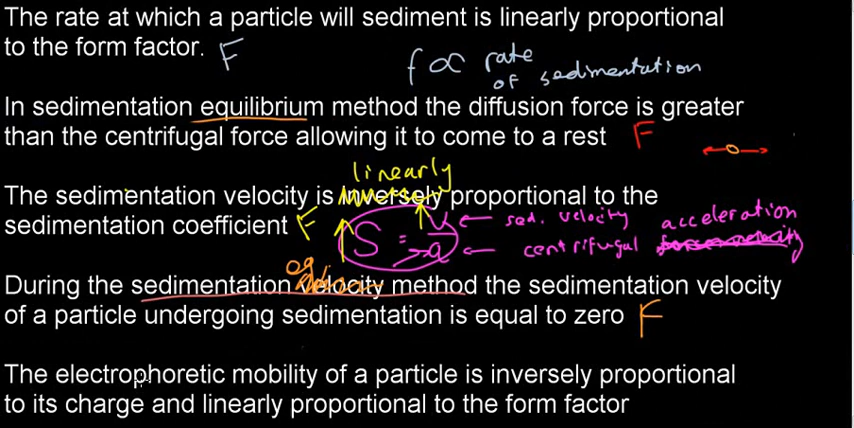 The rate at which a particle will sediment is linearly proportional
to the form factor. F
f ∝ rate
of sedimentation
In sedimentation equilibrium method the diffusion force is greater
than the centrifugal force allowing it to come to a rest F
linearly
The sedimentation velocity is inversely proportional to the
sedimentation coefficient F
S = v/a
sed. velocity
centrifugal acceleration
eq
During the sedimentation velocity method the sedimentation velocity
of a particle undergoing sedimentation is equal to zero F
The electrophoretic mobility of a particle is inversely proportional
to its charge and linearly proportional to the form factor